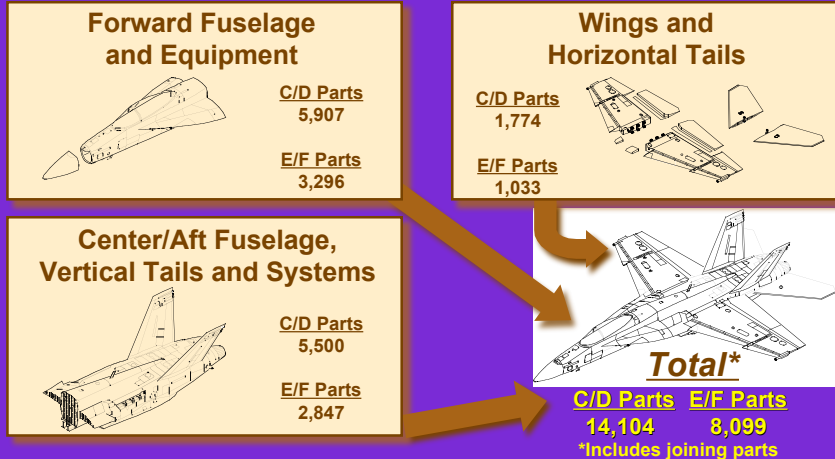 Forward Fuselage
and Equipment
C/D Parts
5,907
E/F Parts
3,296
Wings and
Horizontal Tails
C/D Parts
1,774
E/F Parts
1,033
Center/Aft Fuselage,
Vertical Tails and Systems
C/D Parts
5,500
E/F Parts
2,847
Total*
C/D Parts E/F Parts
14,104 8,099
*Includes joining parts